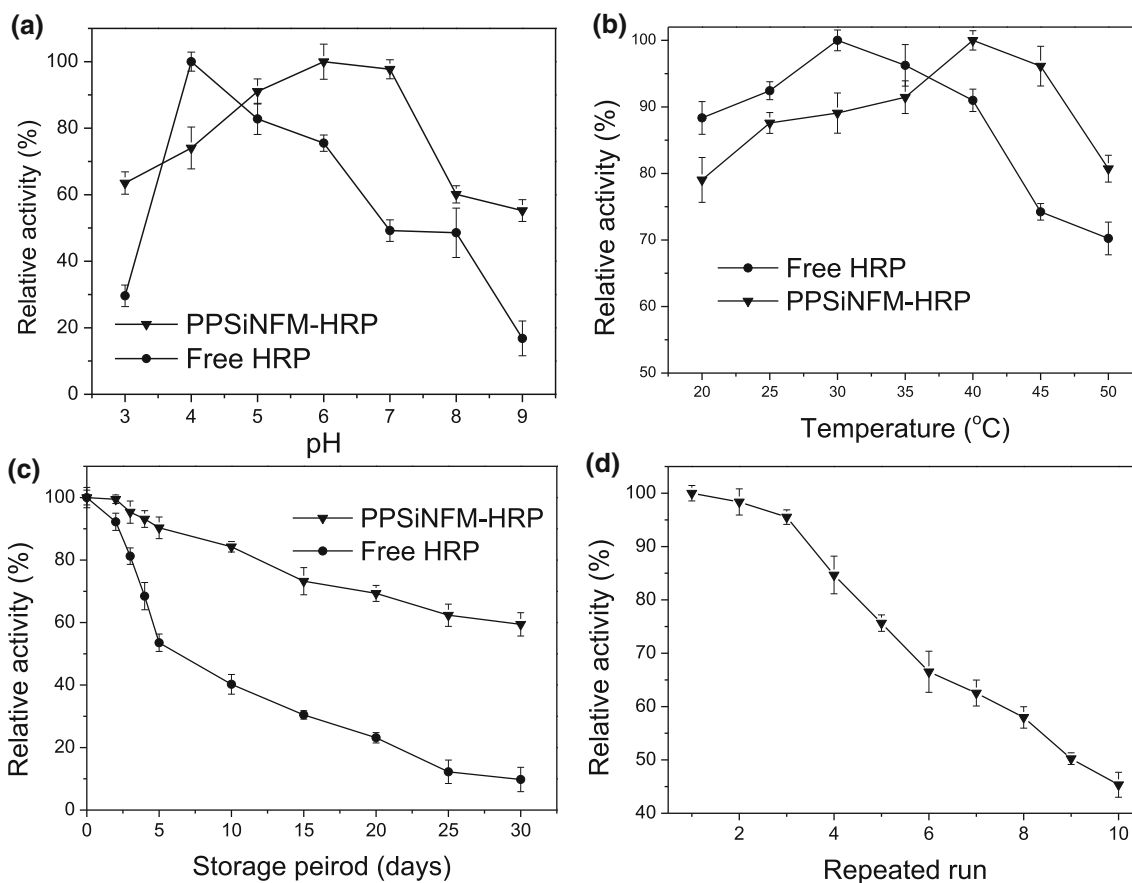 (a)
Relative activity (%)
100
80
60
40
20
0
PPSiNFM-HRP
Free HRP
3 4 5 6 7 8 9
pH
(b)
Relative activity (%)
100
90
80
70
60
50
Free HRP
PPSiNFM-HRP
20 25 30 35 40 45 50
Temperature (°C)
(c)
Relative activity (%)
100
80
60
40
20
0
PPSiNFM-HRP
Free HRP
0 5 10 15 20 25 30
Storage peirod (days)
(d)
Relative activity (%)
100
90
80
70
60
50
40
2 4 6 8 10
Repeated run